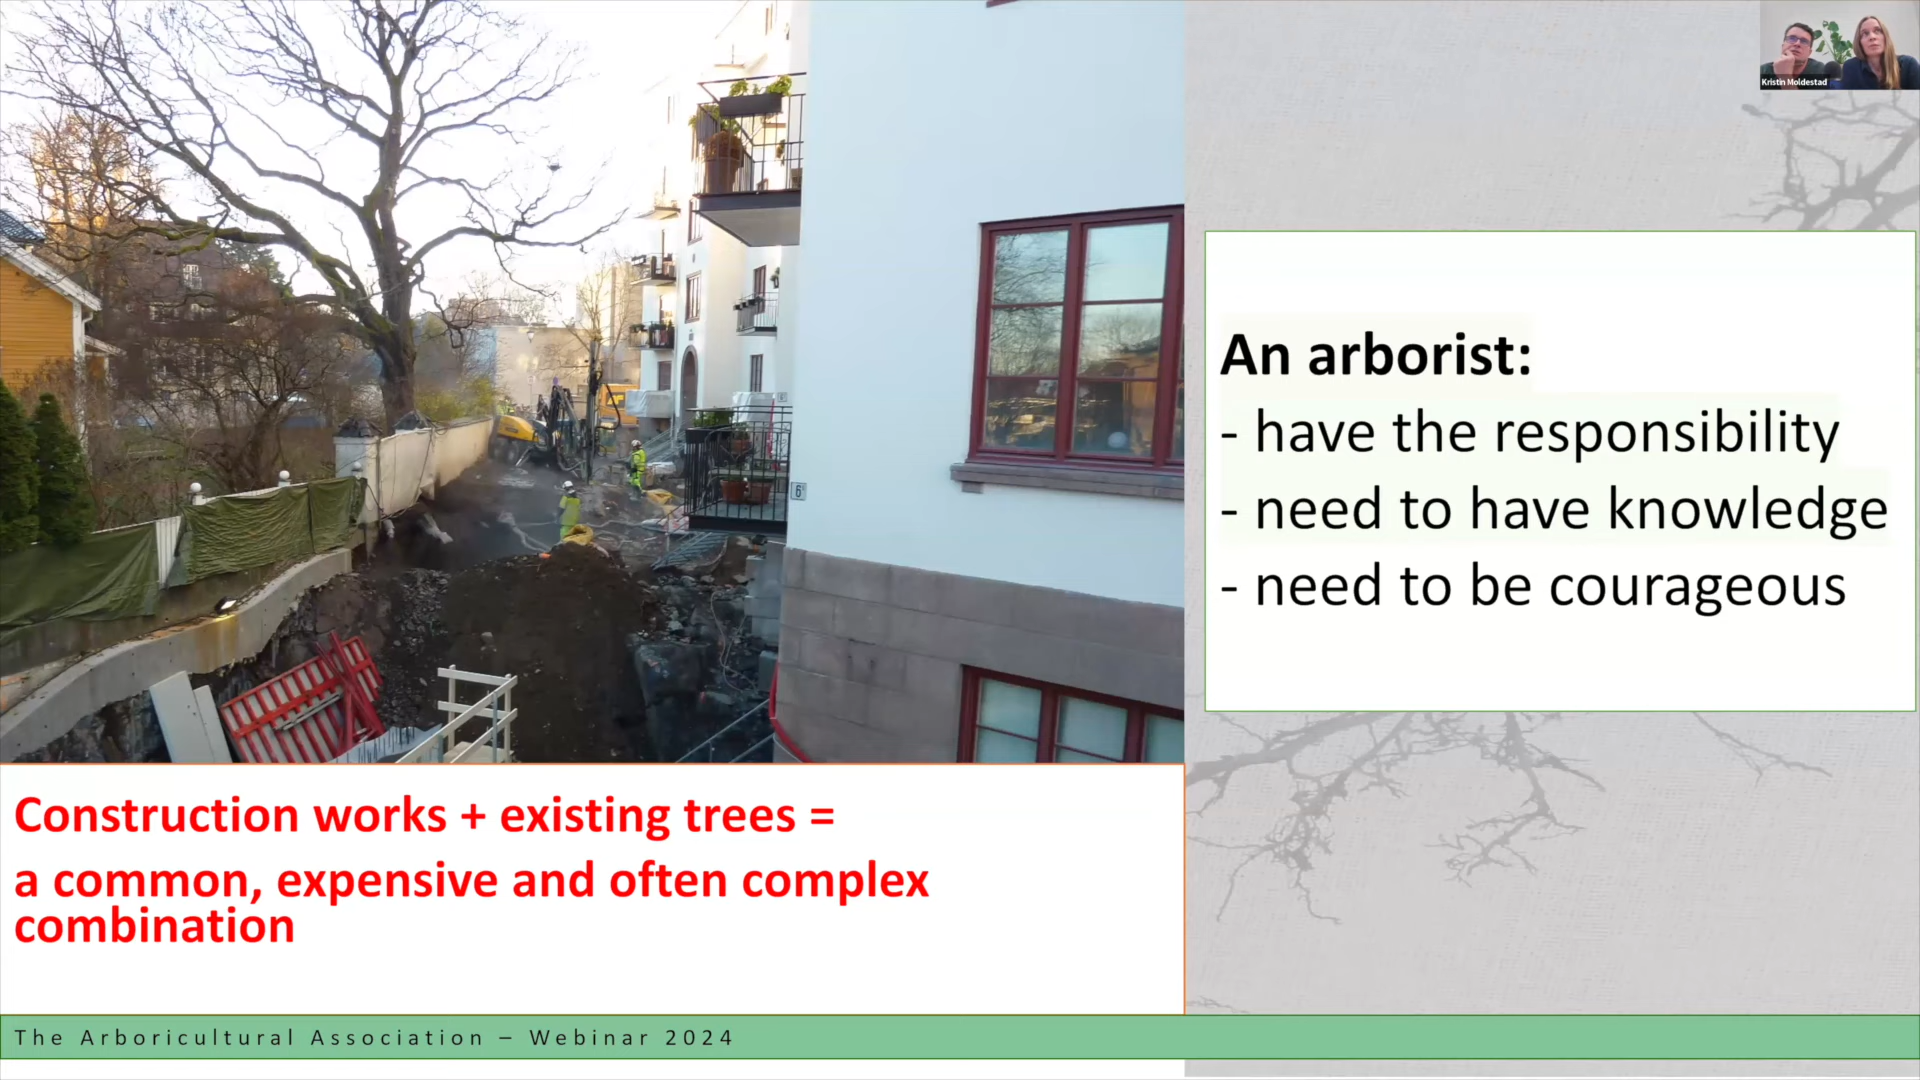 Kristin Moldestad
6
An arborist:
- have the responsibility
- need to have knowledge
- need to be courageous
Construction works + existing trees =
a common, expensive and often complex
combination
The Arboricultural Association – Webinar 2024